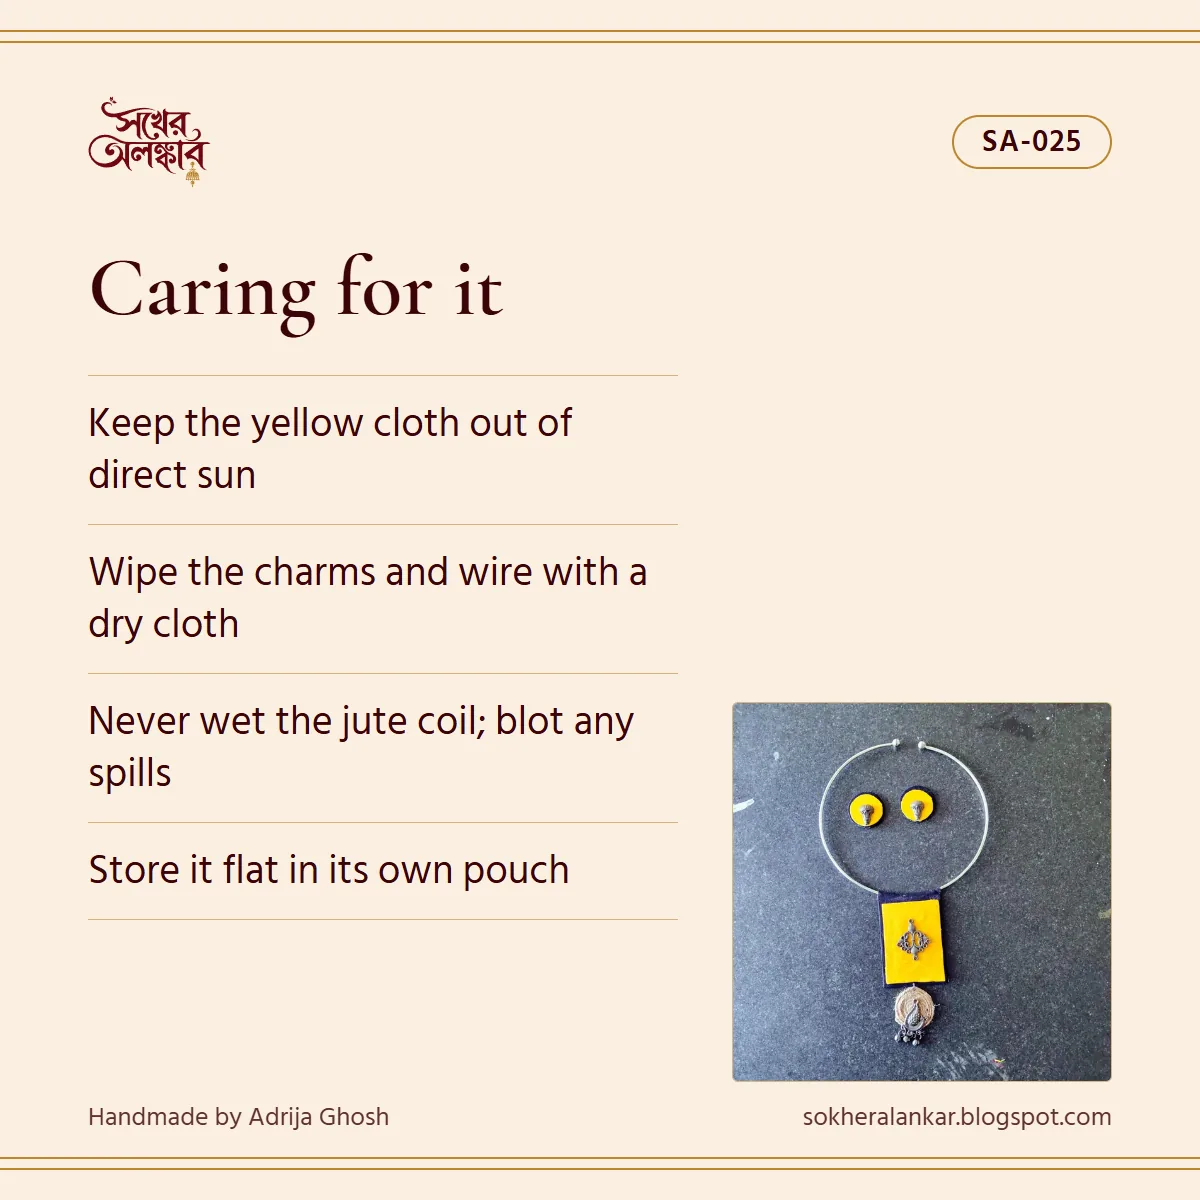 সখের
অলঙ্কার
SA-025
Caring for it
Keep the yellow cloth out of
direct sun
Wipe the charms and wire with a
dry cloth
Never wet the jute coil; blot any
spills
Store it flat in its own pouch
Handmade by Adrija Ghosh
sokheralankar.blogspot.com